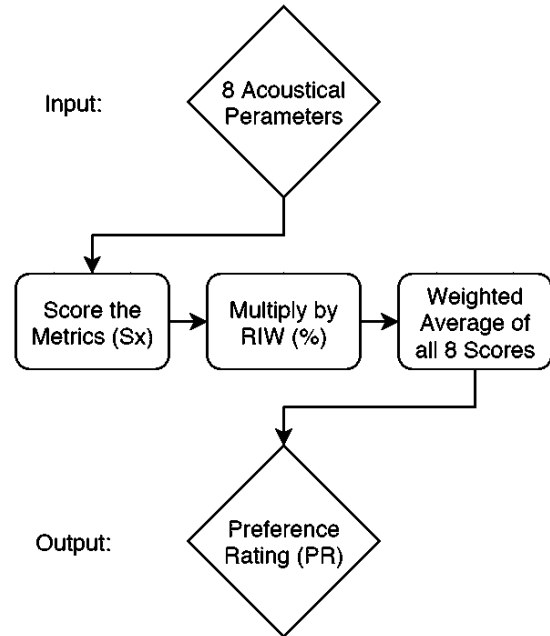 Input:
8 Acoustical
Perameters
Score the
Metrics (Sx)
Multiply by
RIW (%)
Weighted
Average of
all 8 Scores
Output:
Preference
Rating (PR)